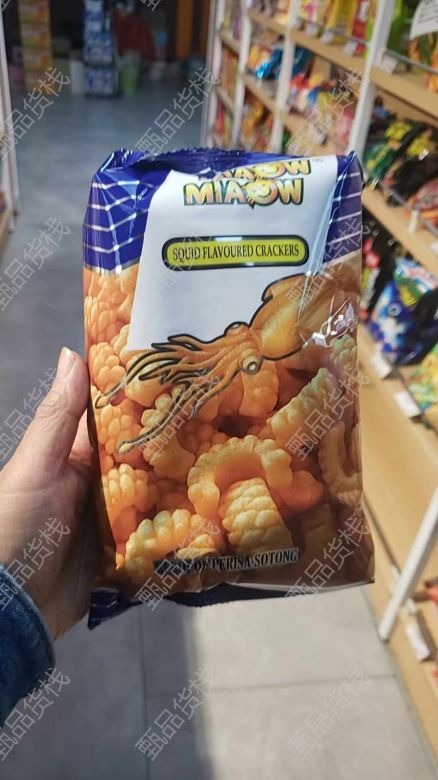 MIAOW
MIAOW
®
SQUID FLAVOURED CRACKERS
PERISA SOTONG
甄品货栈